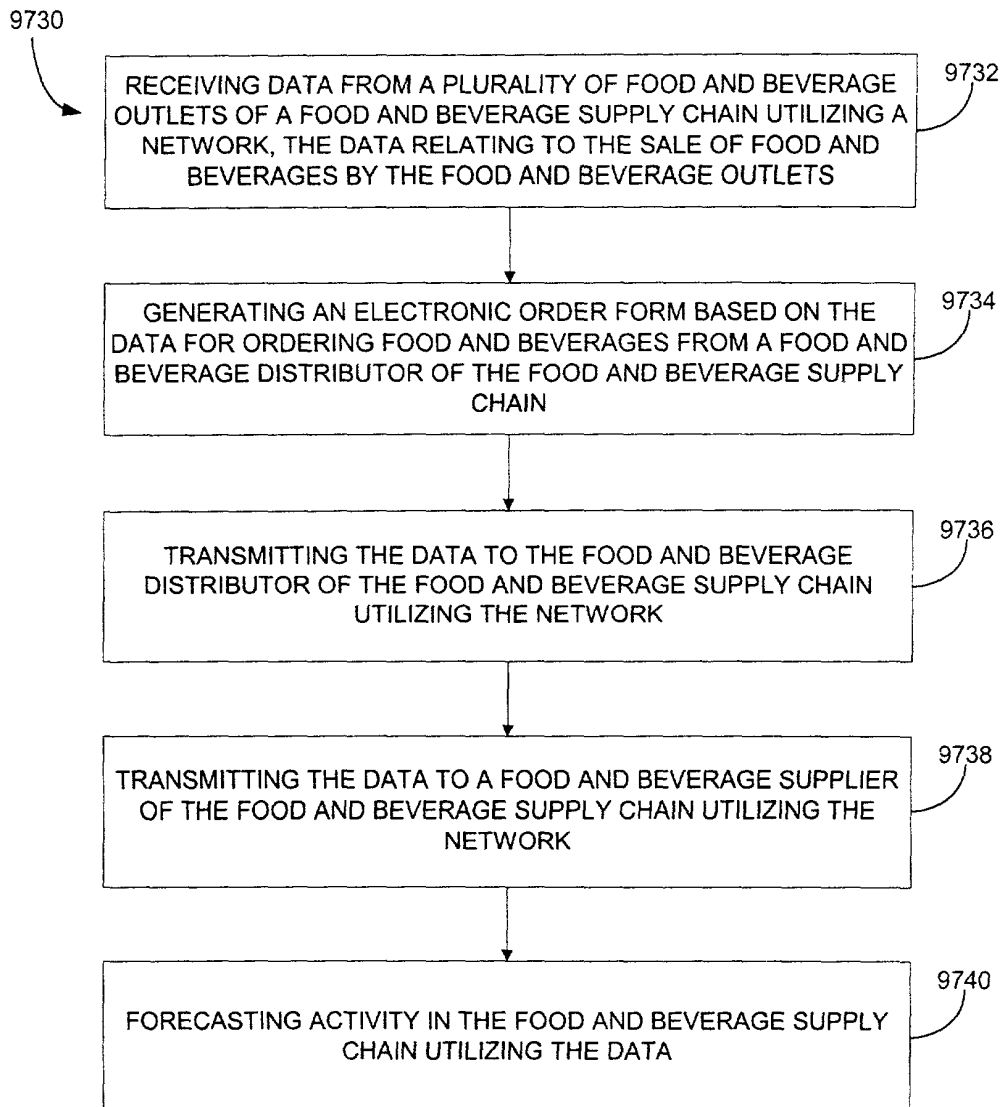 9730
RECEIVING DATA FROM A PLURALITY OF FOOD AND BEVERAGE
OUTLETS OF A FOOD AND BEVERAGE SUPPLY CHAIN UTILIZING A
NETWORK, THE DATA RELATING TO THE SALE OF FOOD AND
BEVERAGES BY THE FOOD AND BEVERAGE OUTLETS
9732
GENERATING AN ELECTRONIC ORDER FORM BASED ON THE
DATA FOR ORDERING FOOD AND BEVERAGES FROM A FOOD AND
BEVERAGE DISTRIBUTOR OF THE FOOD AND BEVERAGE SUPPLY
CHAIN
9734
TRANSMITTING THE DATA TO THE FOOD AND BEVERAGE
DISTRIBUTOR OF THE FOOD AND BEVERAGE SUPPLY CHAIN
UTILIZING THE NETWORK
9736
TRANSMITTING THE DATA TO A FOOD AND BEVERAGE SUPPLIER
OF THE FOOD AND BEVERAGE SUPPLY CHAIN UTILIZING THE
NETWORK
9738
FORECASTING ACTIVITY IN THE FOOD AND BEVERAGE SUPPLY
CHAIN UTILIZING THE DATA
9740